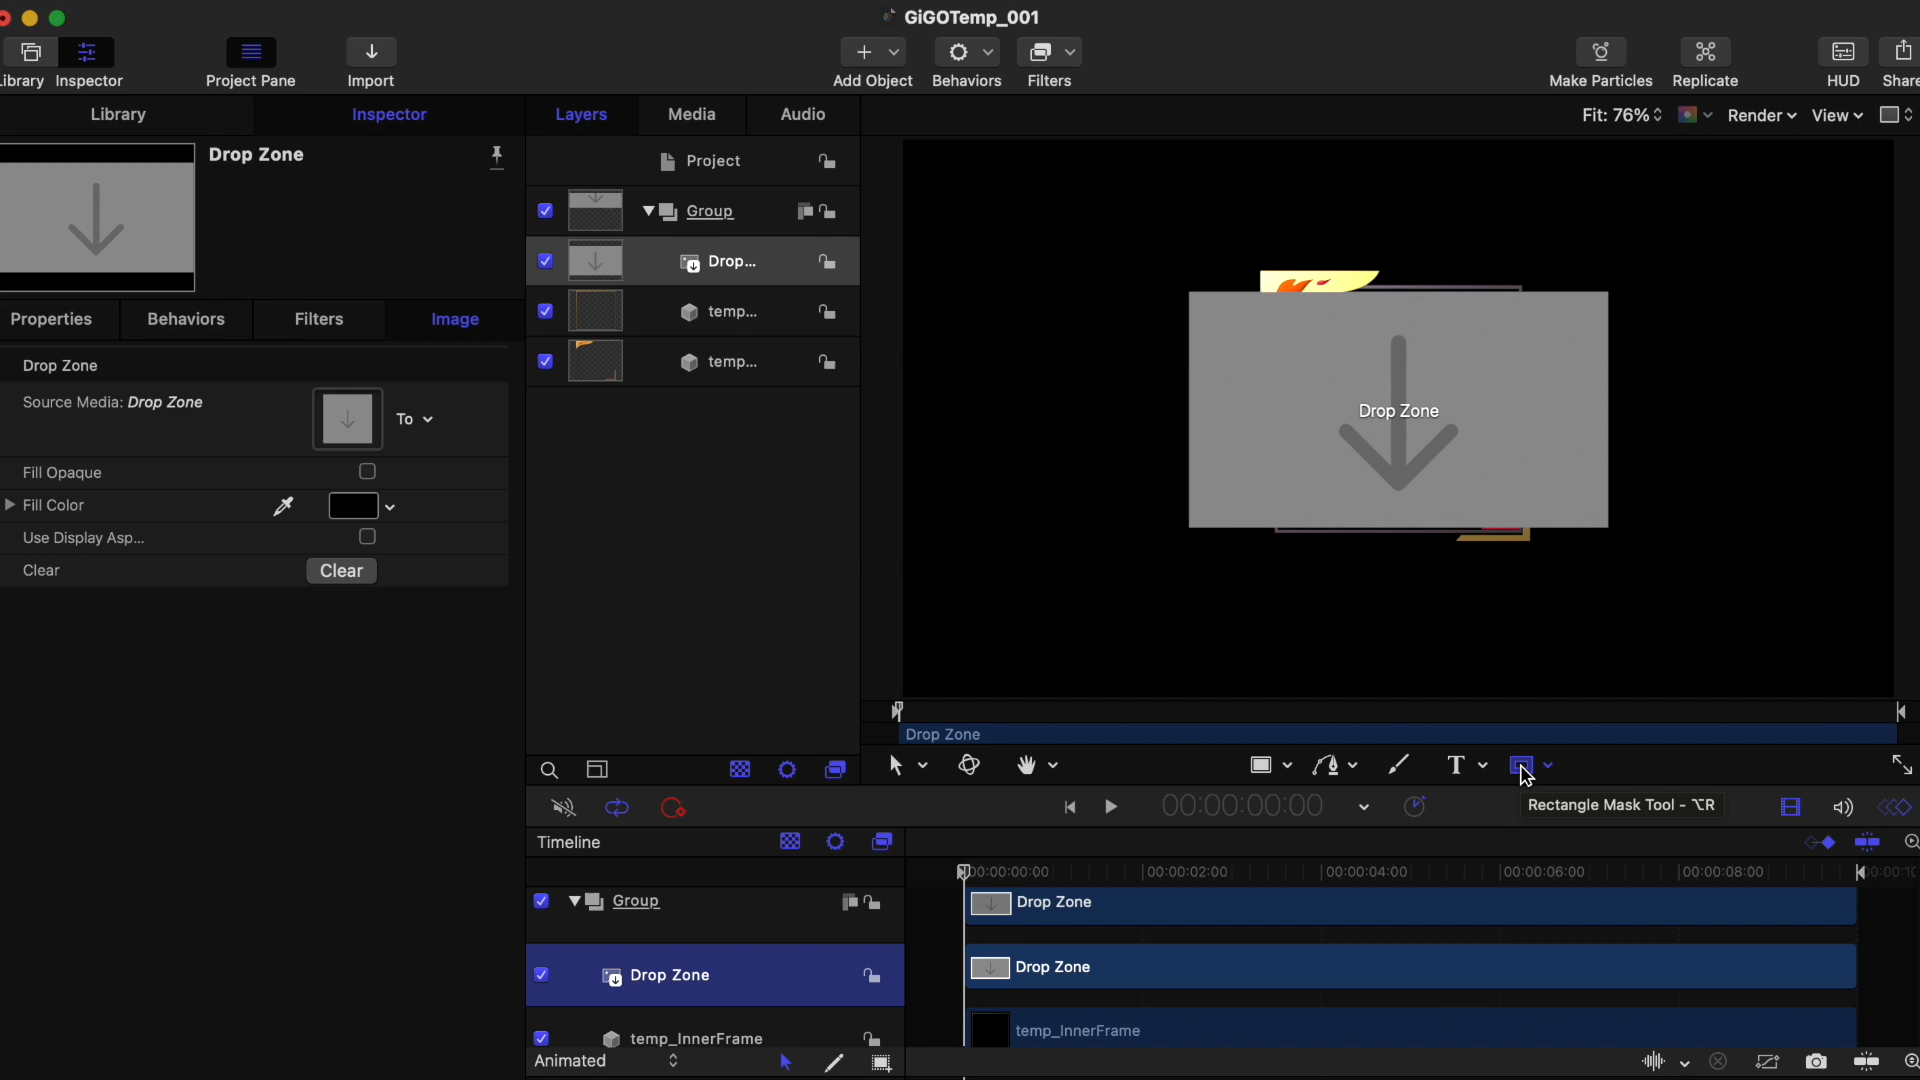 GiGOTemp_001
Library Inspector Project Pane Import Add Object Behaviors Filters Make Particles Replicate HUD Share
Library Inspector Layers Media Audio Fit: 76% Render View
Drop Zone
Project
Group
Drop...
temp...
temp...
Properties Behaviors Filters Image
Drop Zone
Source Media: Drop Zone To
Fill Opaque
Fill Color
Use Display Asp...
Clear Clear
Drop Zone
Drop Zone
T
00:00:00:00 Rectangle Mask Tool - ⌥R
Timeline
00:00:00:00 00:00:02:00 00:00:04:00 00:00:06:00 00:00:08:00
Group Drop Zone
Drop Zone Drop Zone
temp_InnerFrame temp_InnerFrame
Animated